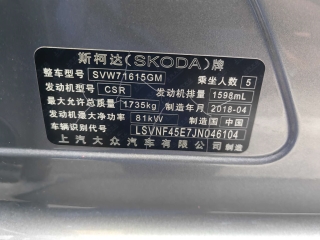 斯柯达(SKODA)牌
整车型号 SVW71615GM 乘坐人数 5
发动机型号 CSR 发动机排量 1598mL
最大允许总质量 1735kg 制造年月 2018-04
发动机最大净功率 81kW 制造国 中国
车辆识别代号 LSVNF45E7JN046104
上汽大众汽车有限公司 制造